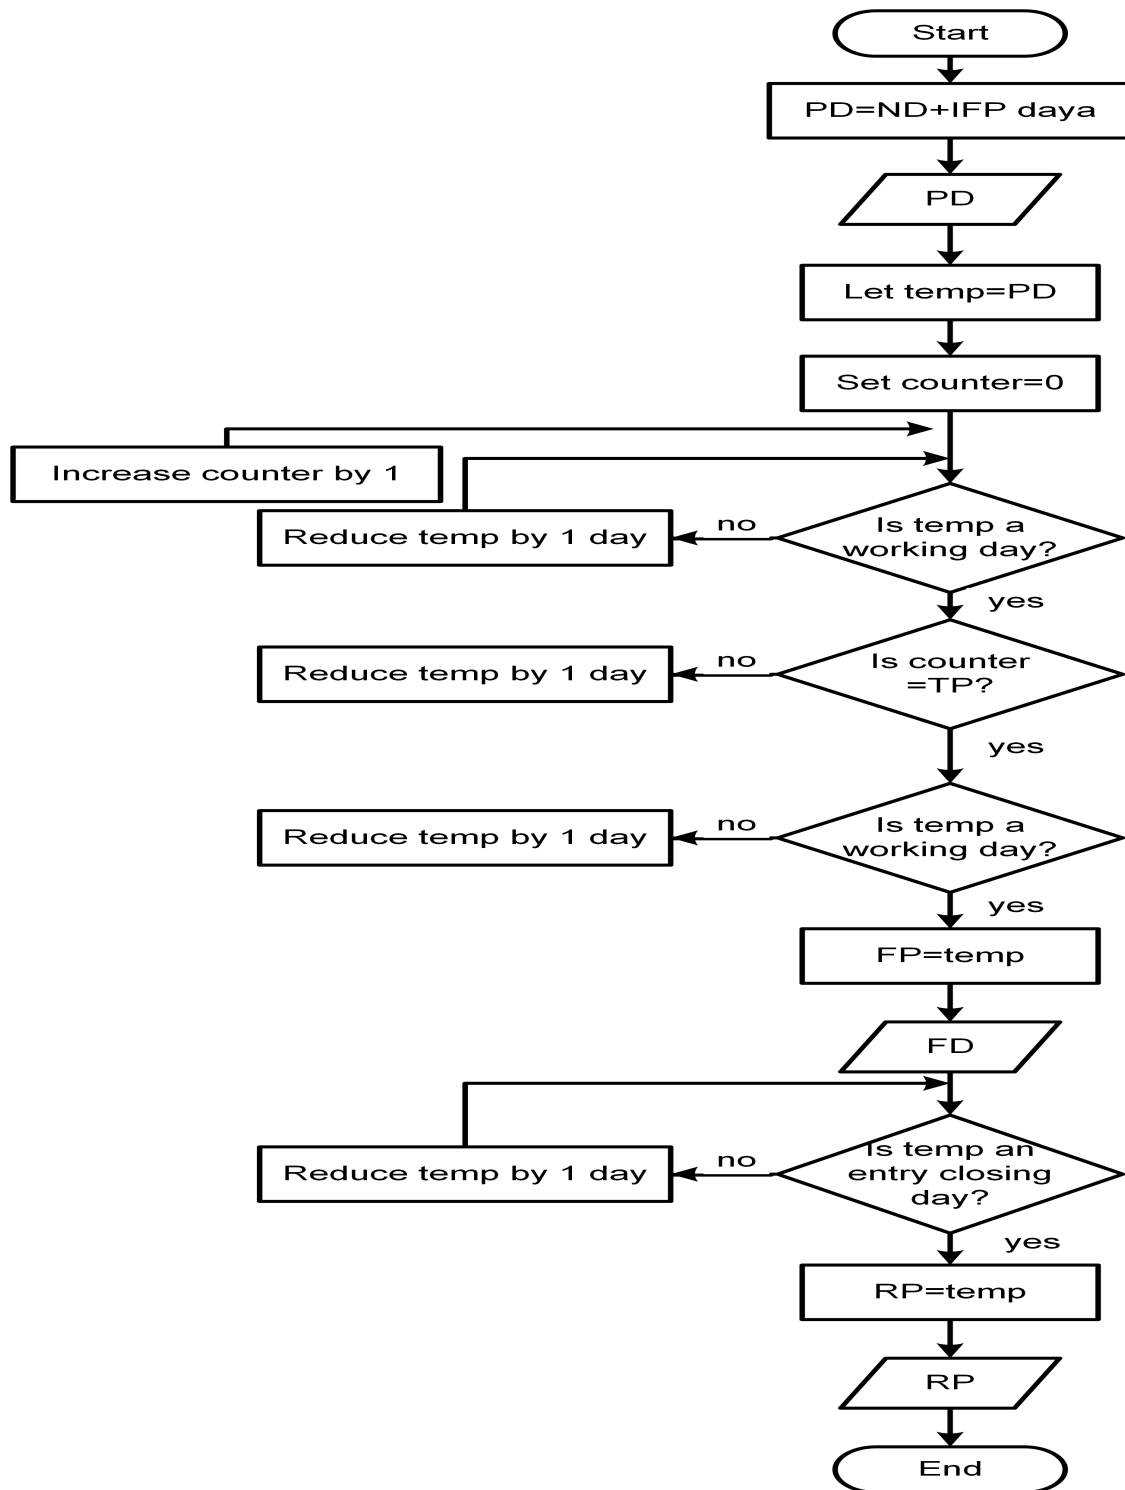 Start
PD=ND+IFP daya
PD
Let temp=PD
Set counter=0
Increase counter by 1
Is temp a
working day?
no
Reduce temp by 1 day
yes
Is counter
=TP?
no
Reduce temp by 1 day
yes
Is temp a
working day?
no
Reduce temp by 1 day
yes
FP=temp
FD
Is temp an
entry closing
day?
no
Reduce temp by 1 day
yes
RP=temp
RP
End